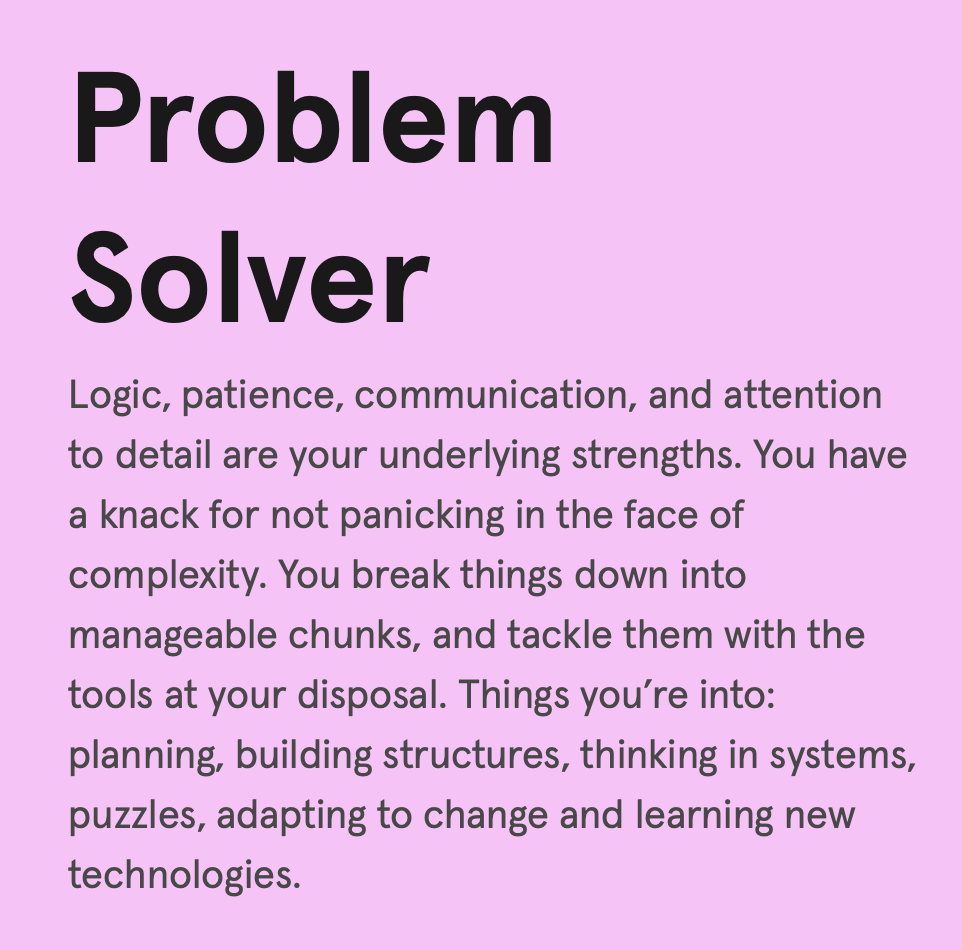 Problem
Solver
Logic, patience, communication, and attention
to detail are your underlying strengths. You have
a knack for not panicking in the face of
complexity. You break things down into
manageable chunks, and tackle them with the
tools at your disposal. Things you’re into:
planning, building structures, thinking in systems,
puzzles, adapting to change and learning new
technologies.